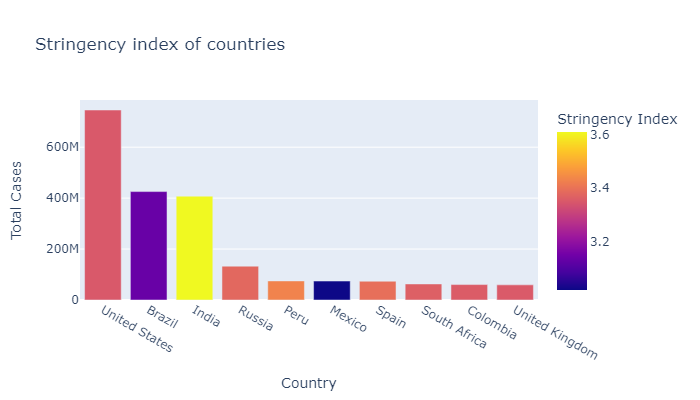 Stringency index of countries
Stringency Index
3.6
3.4
3.2
Total Cases
600M
400M
200M
0
United States
Brazil
India
Russia
Peru
Mexico
Spain
South Africa
Colombia
United Kingdom
Country